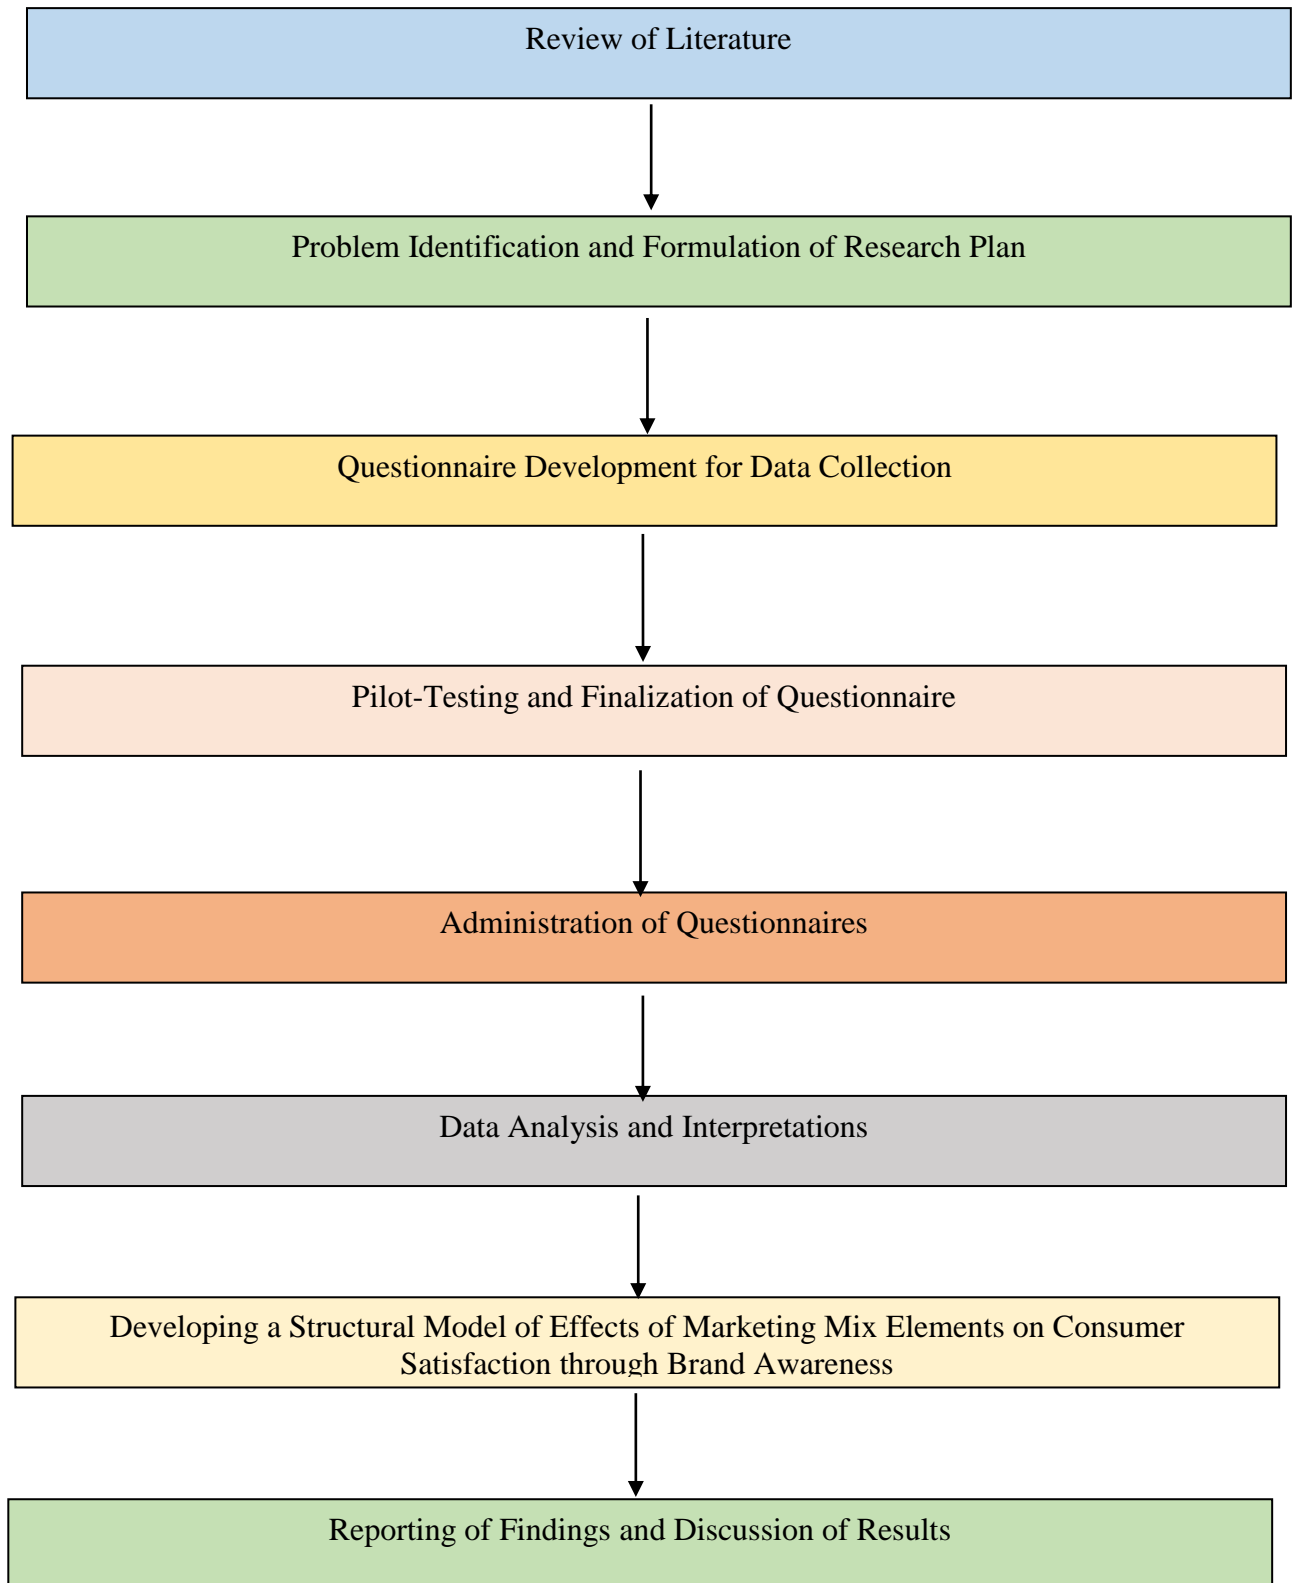 Review of Literature
Problem Identification and Formulation of Research Plan
Questionnaire Development for Data Collection
Pilot-Testing and Finalization of Questionnaire
Administration of Questionnaires
Data Analysis and Interpretations
Developing a Structural Model of Effects of Marketing Mix Elements on Consumer
Satisfaction through Brand Awareness
Reporting of Findings and Discussion of Results